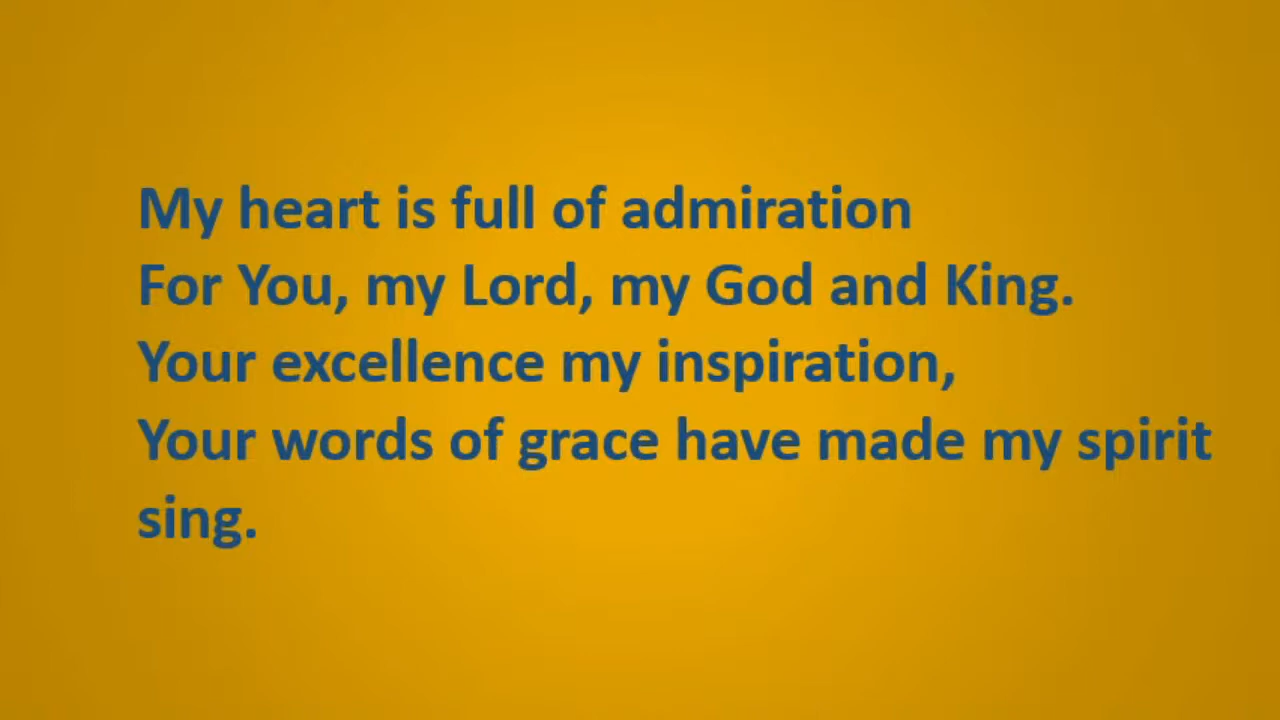 My heart is full of admiration
For You, my Lord, my God and King.
Your excellence my inspiration,
Your words of grace have made my spirit
sing.